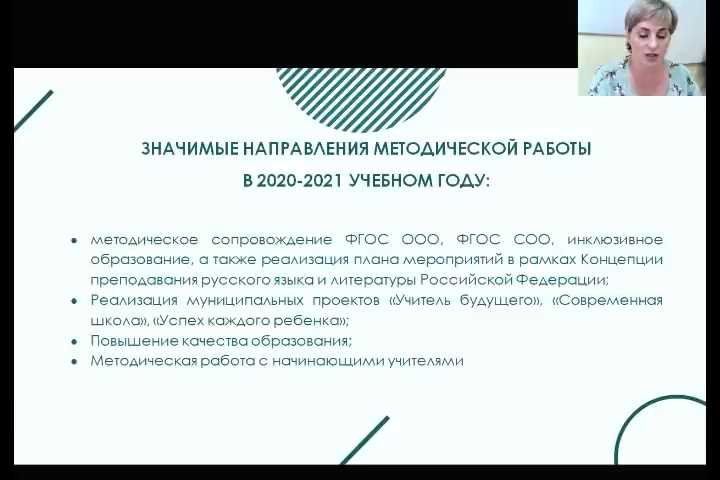 ЗНАЧИМЫЕ НАПРАВЛЕНИЯ МЕТОДИЧЕСКОЙ РАБОТЫ
В 2020-2021 УЧЕБНОМ ГОДУ:
• методическое сопровождение ФГОС ООО, ФГОС СОО, инклюзивное
образование, а также реализация плана мероприятий в рамках Концепции
преподавания русского языка и литературы Российской Федерации;
• Реализация муниципальных проектов «Учитель будущего», «Современная
школа», «Успех каждого ребенка»;
• Повышение качества образования;
• Методическая работа с начинающими учителями